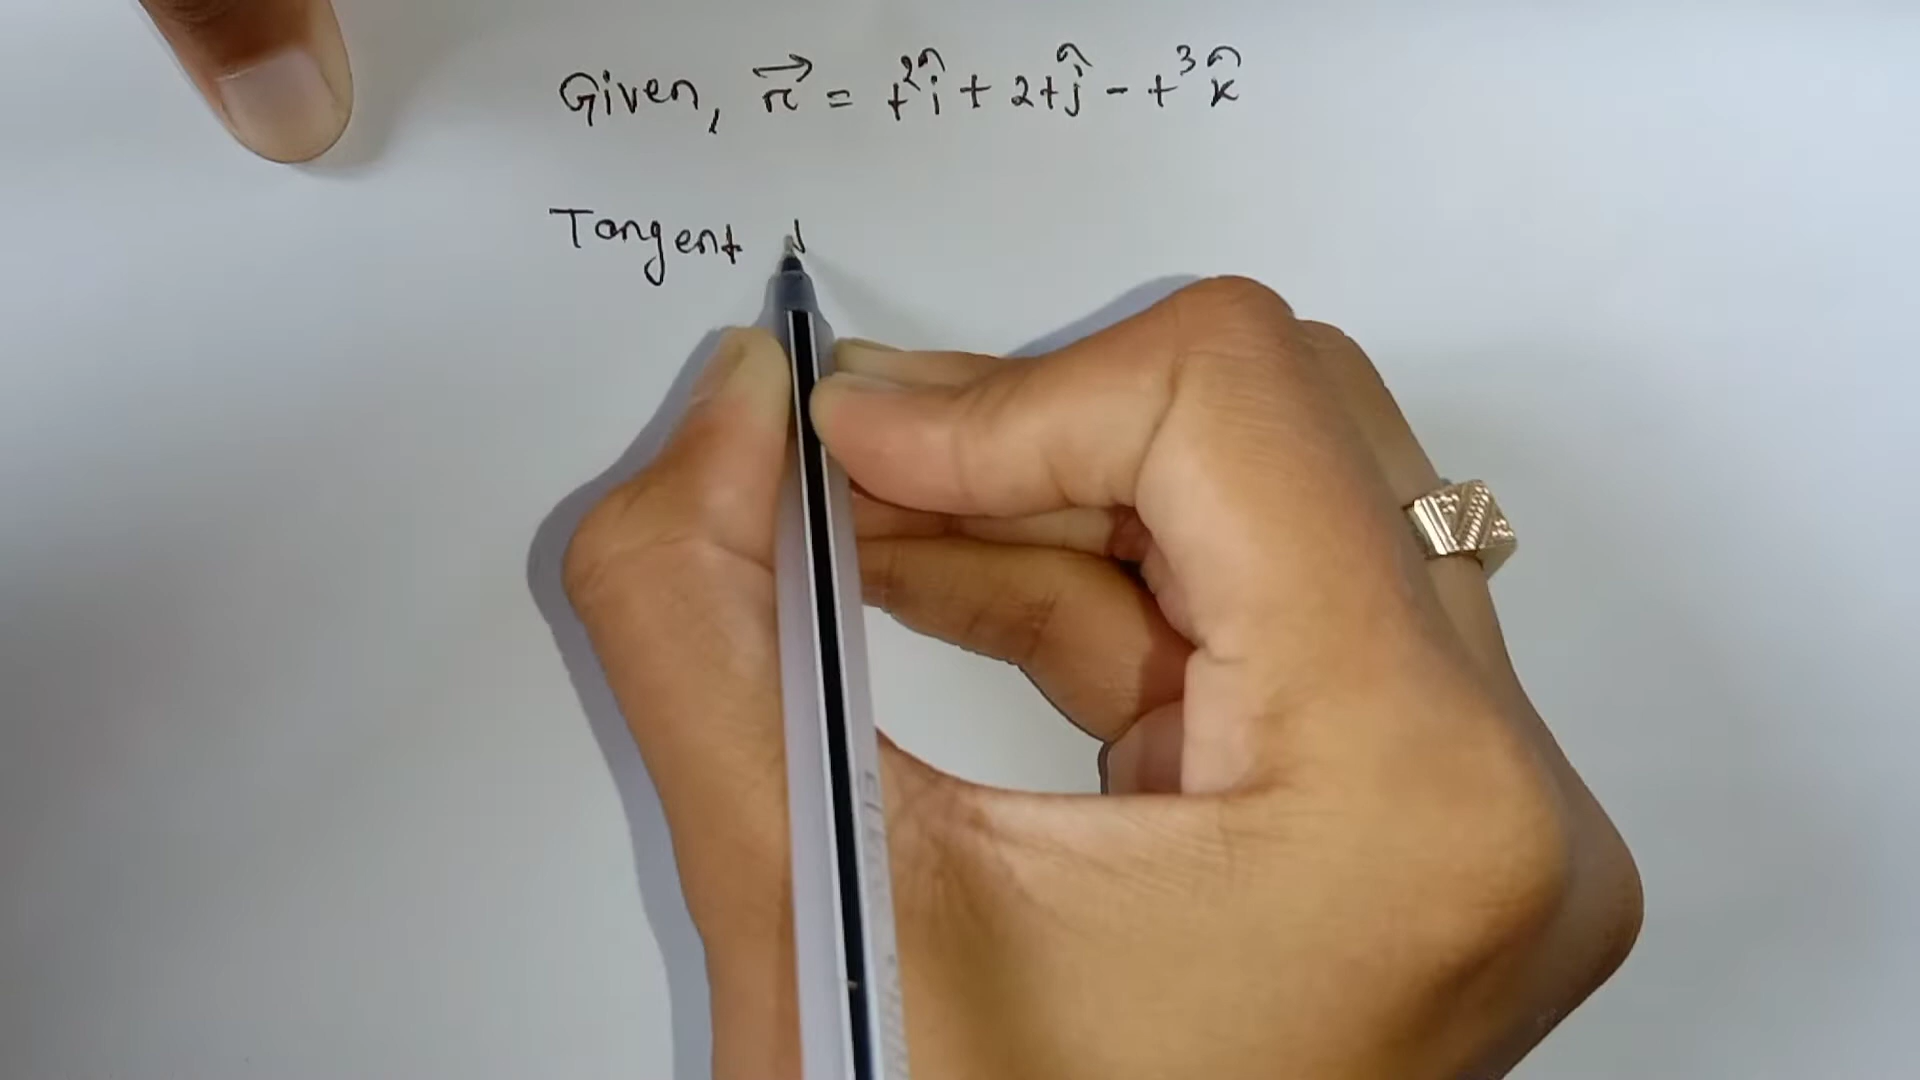 Given, r⃗ = t²î + 2tĵ - t³k̂
Tangent